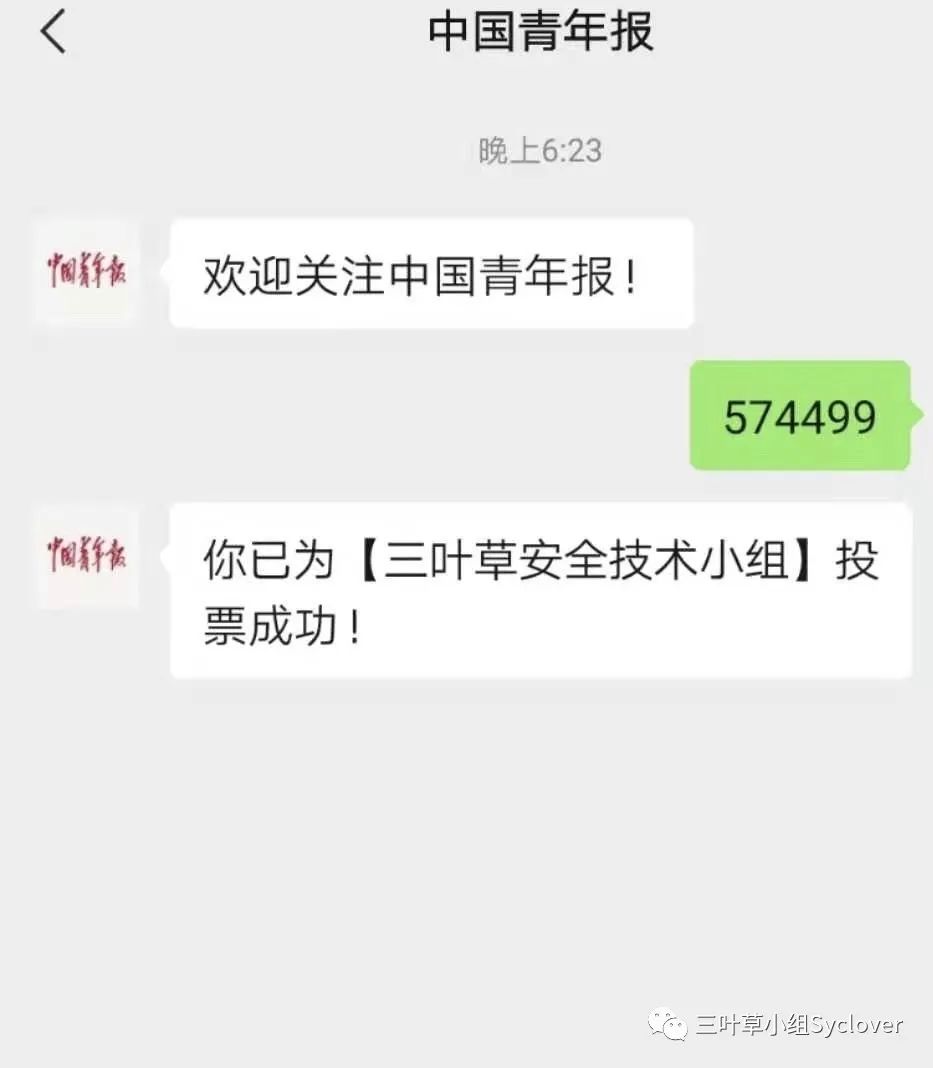 中国青年报
晚上6:23
中国青年报
欢迎关注中国青年报!
574499
中国青年报
你已为【三叶草安全技术小组】投
票成功!
三叶草小组Syclover